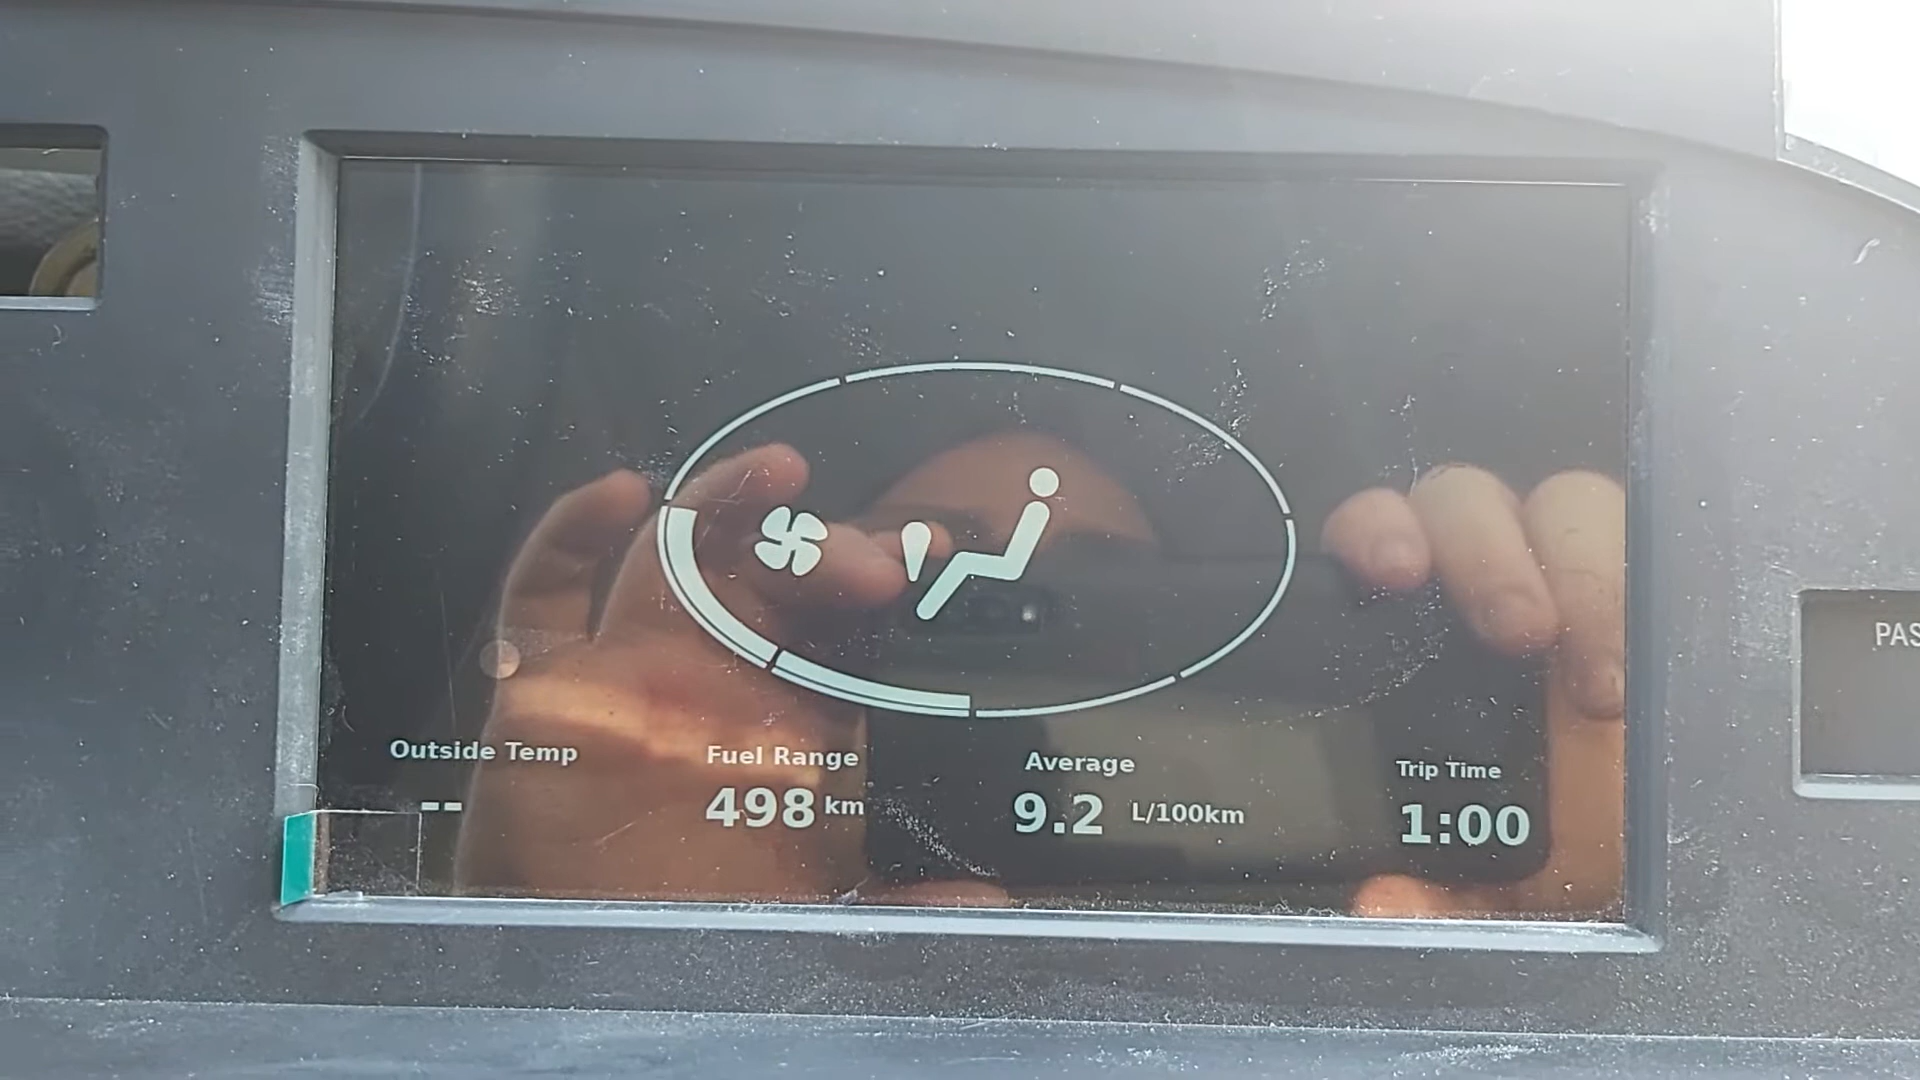 Outside Temp
--
Fuel Range
498 km
Average
9.2 L/100km
Trip Time
1:00
PAS